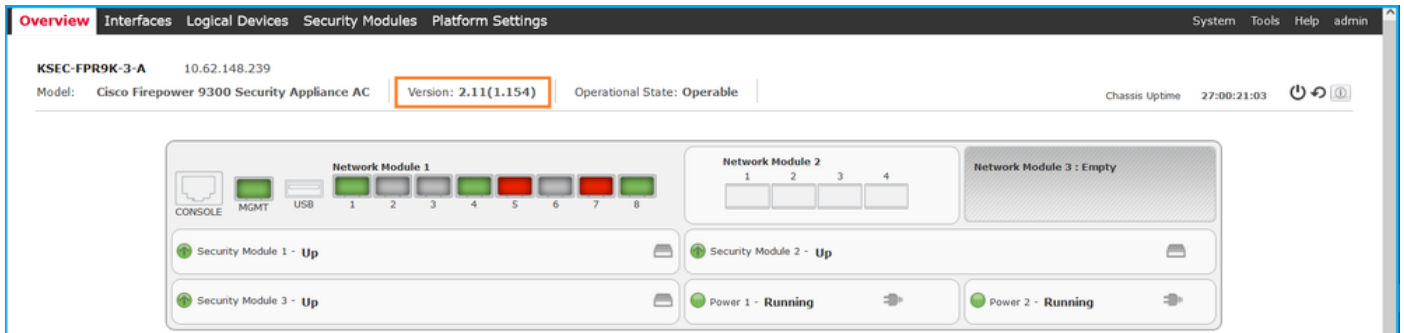 Overview Interfaces Logical Devices Security Modules Platform Settings System Tools Help admin
KSEC-FPR9K-3-A 10.62.148.239
Model: Cisco Firepower 9300 Security Appliance AC Version: 2.11(1.154) Operational State: Operable Chassis Uptime 27:00:21:03
Network Module 1
CONSOLE MGMT USB 1 2 3 4 5 6 7 8
Network Module 2
1 2 3 4
Network Module 3 : Empty
Security Module 1 - Up
Security Module 2 - Up
Security Module 3 - Up
Power 1 - Running
Power 2 - Running